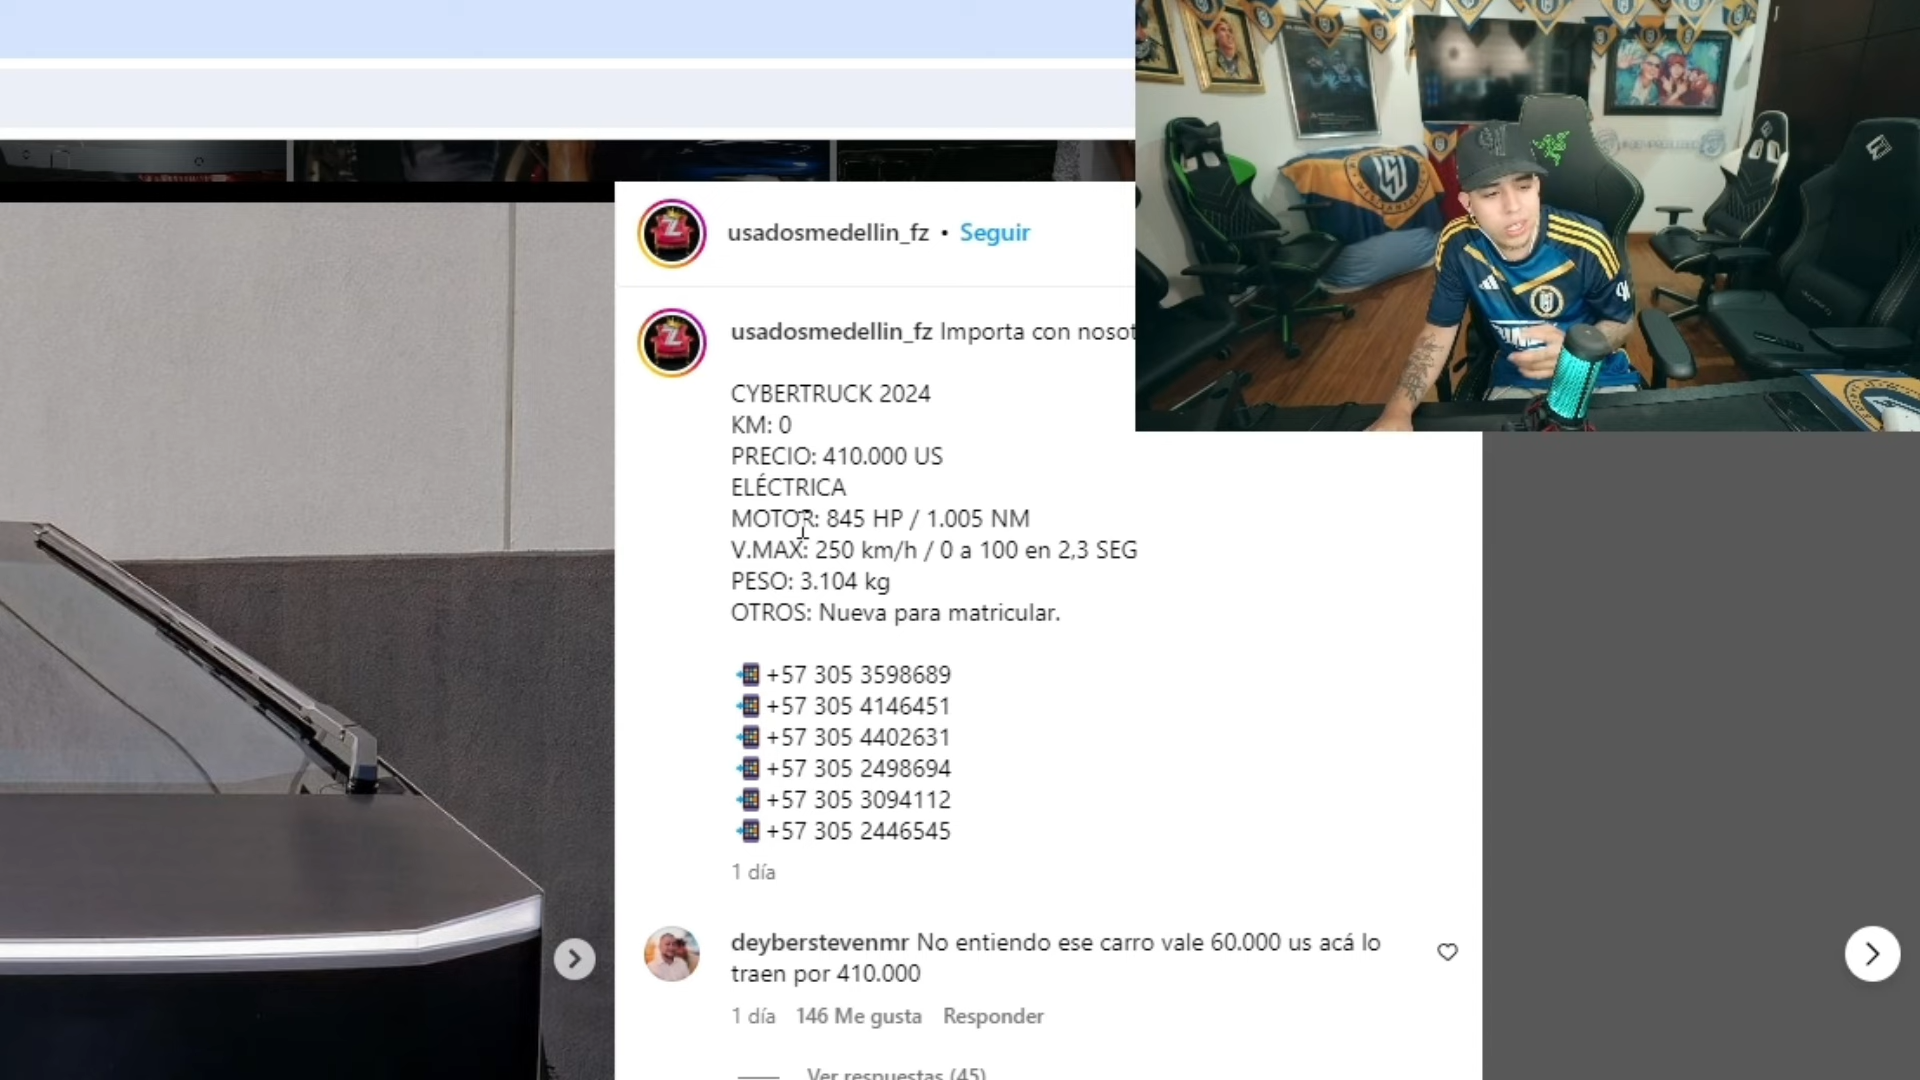 usadosmedellin_fz • Seguir
usadosmedellin_fz Importa con nosot
CYBERTRUCK 2024
KM: 0
PRECIO: 410.000 US
ELÉCTRICA
MOTOR: 845 HP / 1.005 NM
V.MAX: 250 km/h / 0 a 100 en 2,3 SEG
PESO: 3.104 kg
OTROS: Nueva para matricular.
+57 305 3598689
+57 305 4146451
+57 305 4402631
+57 305 2498694
+57 305 3094112
+57 305 2446545
1 día
deyberstevenmr No entiendo ese carro vale 60.000 us acá lo
traen por 410.000
1 día 146 Me gusta Responder
Ver respuestas (45)